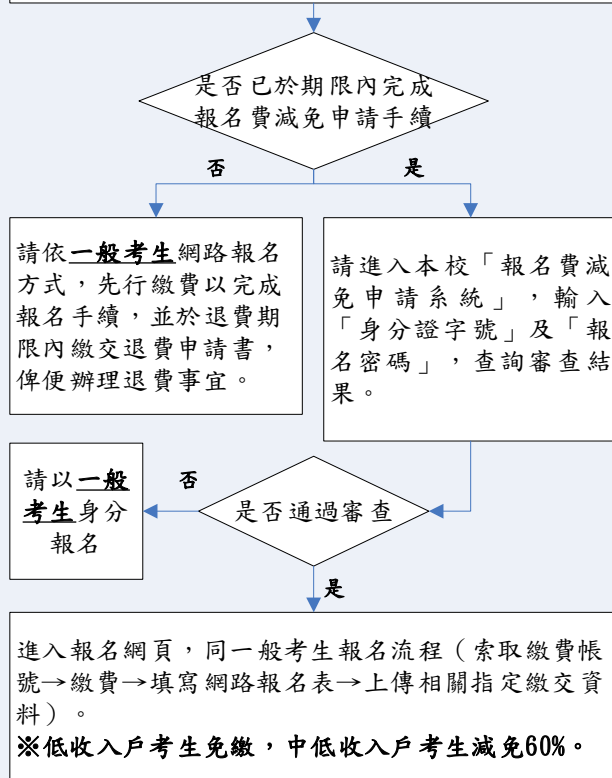 是否已於期限內完成
報名費減免申請手續
否
是
請依一般考生網路報名
方式，先行繳費以完成
報名手續，並於退費期
限內繳交退費申請書，
俾便辦理退費事宜。
請進入本校「報名費減
免申請系統」，輸入
「身分證字號」及「報
名密碼」，查詢審查結
果。
是否通過審查
否
請以一般
考生身分
報名
是
進入報名網頁，同一般考生報名流程（索取繳費帳
號→繳費→填寫網路報名表→上傳相關指定繳交資
料）。
※低收入戶考生免繳，中低收入戶考生減免60%。